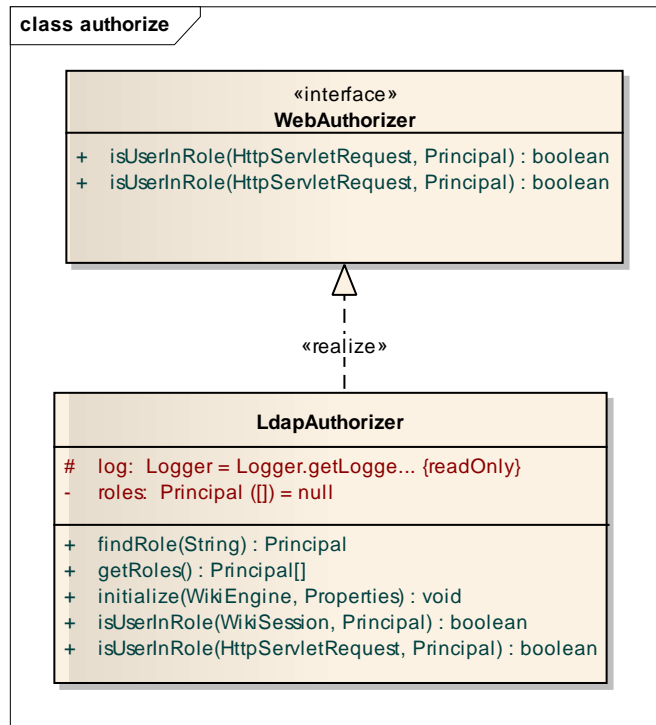 class authorize
«interface»
WebAuthorizer
+ isUserInRole(HttpServletRequest, Principal) : boolean
+ isUserInRole(HttpServletRequest, Principal) : boolean
«realize»
LdapAuthorizer
# log: Logger = Logger.getLogge... {readOnly}
- roles: Principal ([]) = null
+ findRole(String) : Principal
+ getRoles() : Principal[]
+ initialize(WikiEngine, Properties) : void
+ isUserInRole(WikiSession, Principal) : boolean
+ isUserInRole(HttpServletRequest, Principal) : boolean